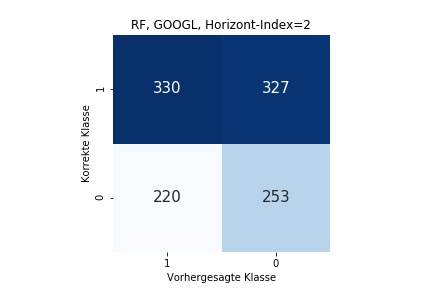 RF, GOOGL, Horizont-Index=2
Korrekte Klasse
1
330
327
0
220
253
1
0
Vorhergesagte Klasse